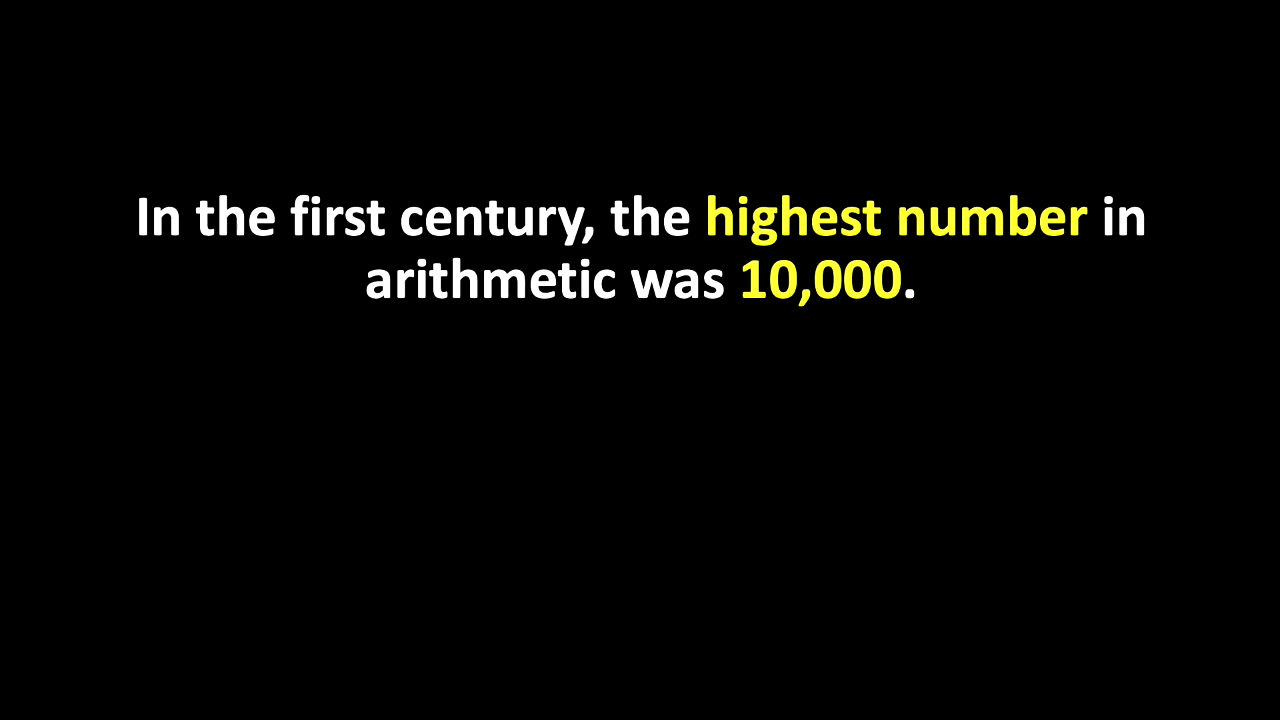 In the first century, the highest number in
arithmetic was 10,000.